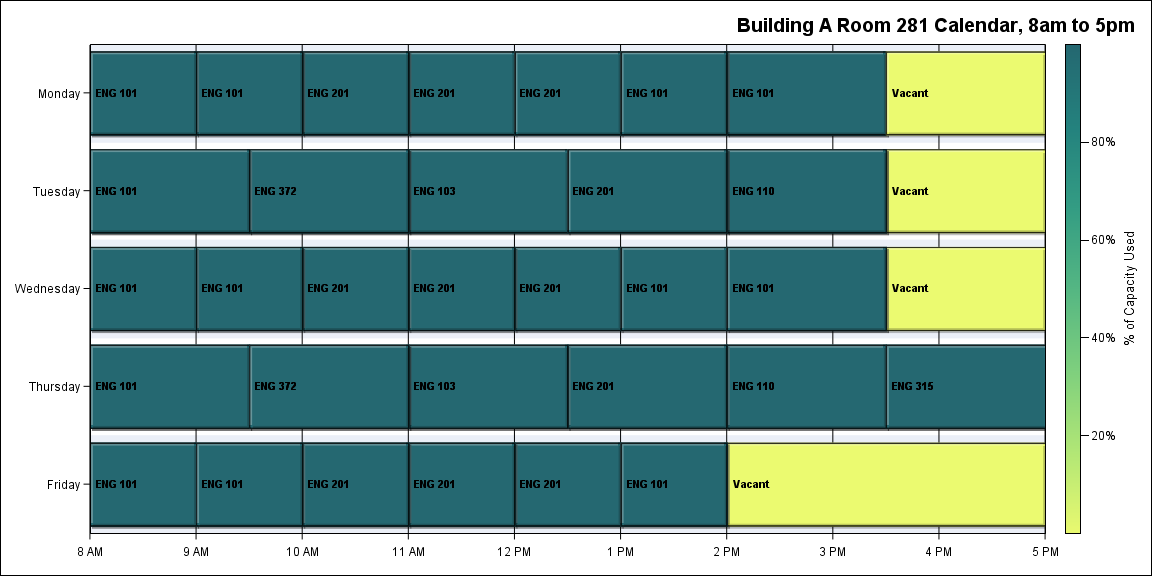 Building A Room 281 Calendar, 8am to 5pm
Monday
ENG 101
ENG 101
ENG 201
ENG 201
ENG 201
ENG 101
ENG 101
Vacant
Tuesday
ENG 101
ENG 372
ENG 103
ENG 201
ENG 110
Vacant
Wednesday
ENG 101
ENG 101
ENG 201
ENG 201
ENG 201
ENG 101
ENG 101
Vacant
Thursday
ENG 101
ENG 372
ENG 103
ENG 201
ENG 110
ENG 315
Friday
ENG 101
ENG 101
ENG 201
ENG 201
ENG 201
ENG 101
Vacant
8 AM
9 AM
10 AM
11 AM
12 PM
1 PM
2 PM
3 PM
4 PM
5 PM
80%
60%
40%
20%
% of Capacity Used